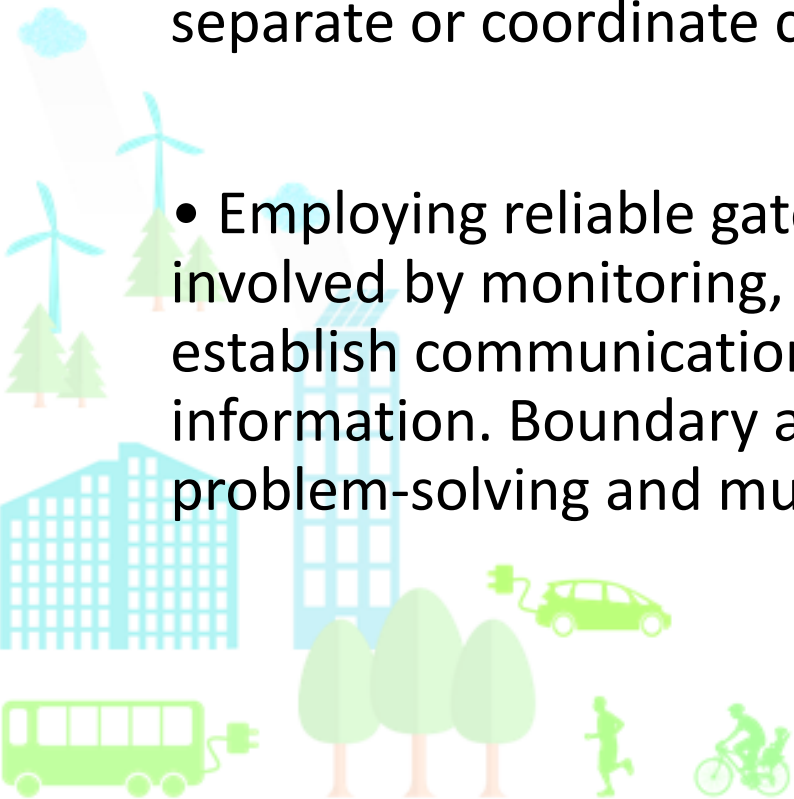 separate or coordinate
• Employing reliable
involved by monitoring,
establish
information. Boundary
problem-solving and